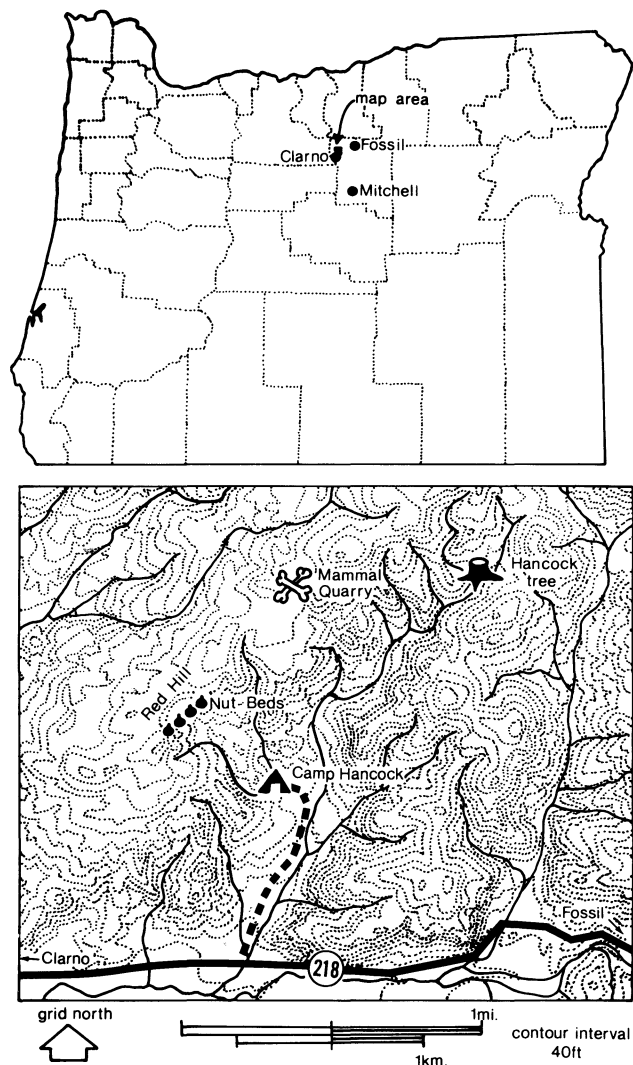 map area
Fossil
Clarno
Mitchell
Mammal
Quarry
Hancock
tree
Red Hill
Nut Beds
Camp Hancock
Fossil
Clarno
218
grid north
1mi.
1km.
contour interval
40ft